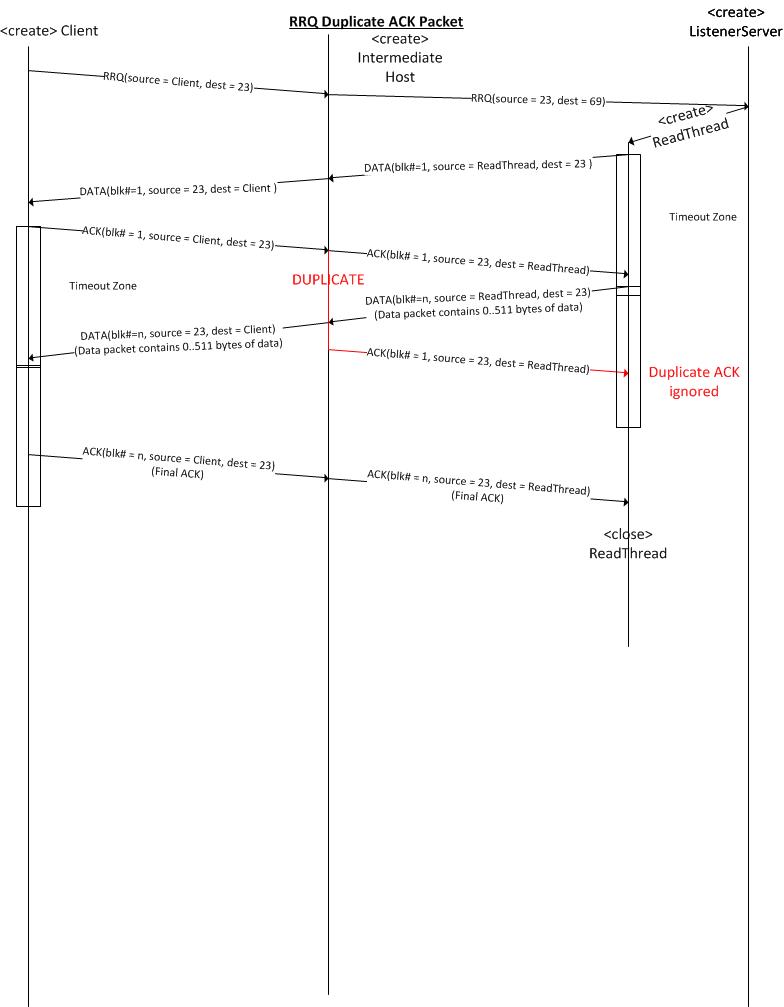 RRQ Duplicate ACK Packet
<create>
ListenerServer
<create> Client
<create>
Intermediate
Host
RRQ(source = Client, dest = 23)
RRQ(source = 23, dest = 69)
<create>
ReadThread
DATA(blk#=1, source = ReadThread, dest = 23 )
DATA(blk#=1, source = 23, dest = Client )
Timeout Zone
ACK(blk# = 1, source = Client, dest = 23)
ACK(blk# = 1, source = 23, dest = ReadThread)
Timeout Zone
DUPLICATE
DATA(blk#=n, source = ReadThread, dest = 23)
(Data packet contains 0..511 bytes of data)
DATA(blk#=n, source = 23, dest = Client)
(Data packet contains 0..511 bytes of data)
ACK(blk# = 1, source = 23, dest = ReadThread)
Duplicate ACK
ignored
ACK(blk# = n, source = Client, dest = 23)
(Final ACK)
ACK(blk# = n, source = 23, dest = ReadThread)
(Final ACK)
<close>
ReadThread